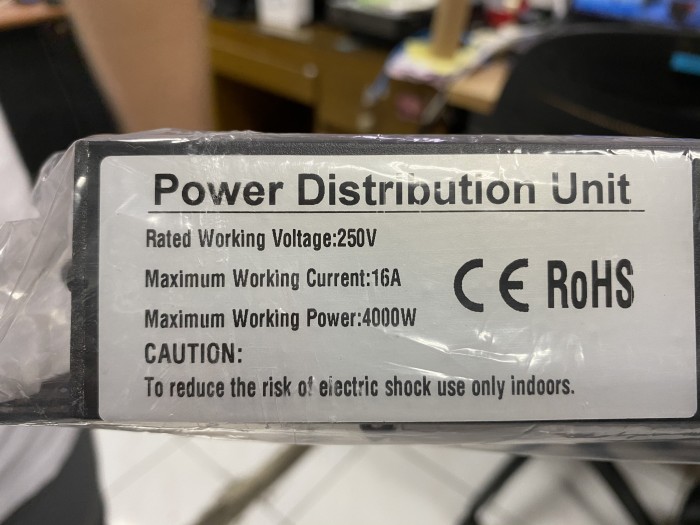 Power Distribution Unit
Rated Working Voltage:250V
Maximum Working Current:16A
CE RoHS
Maximum Working Power:4000W
CAUTION:
To reduce the risk of electric shock use only indoors.